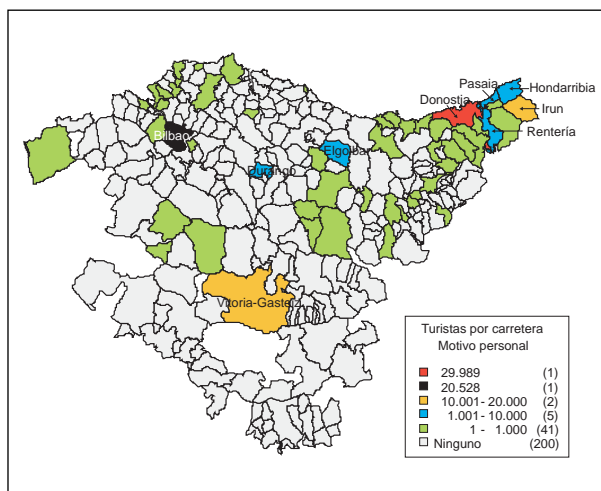 Pasaia
Hondarribia
Donostia
Irun
Rentería
Bilbao
Elgoibar
Durango
Vitoria-Gasteiz
Turistas por carretera
Motivo personal
29.989 (1)
20.528 (1)
10.001 - 20.000 (2)
1.001 - 10.000 (5)
1 - 1.000 (41)
Ninguno (200)